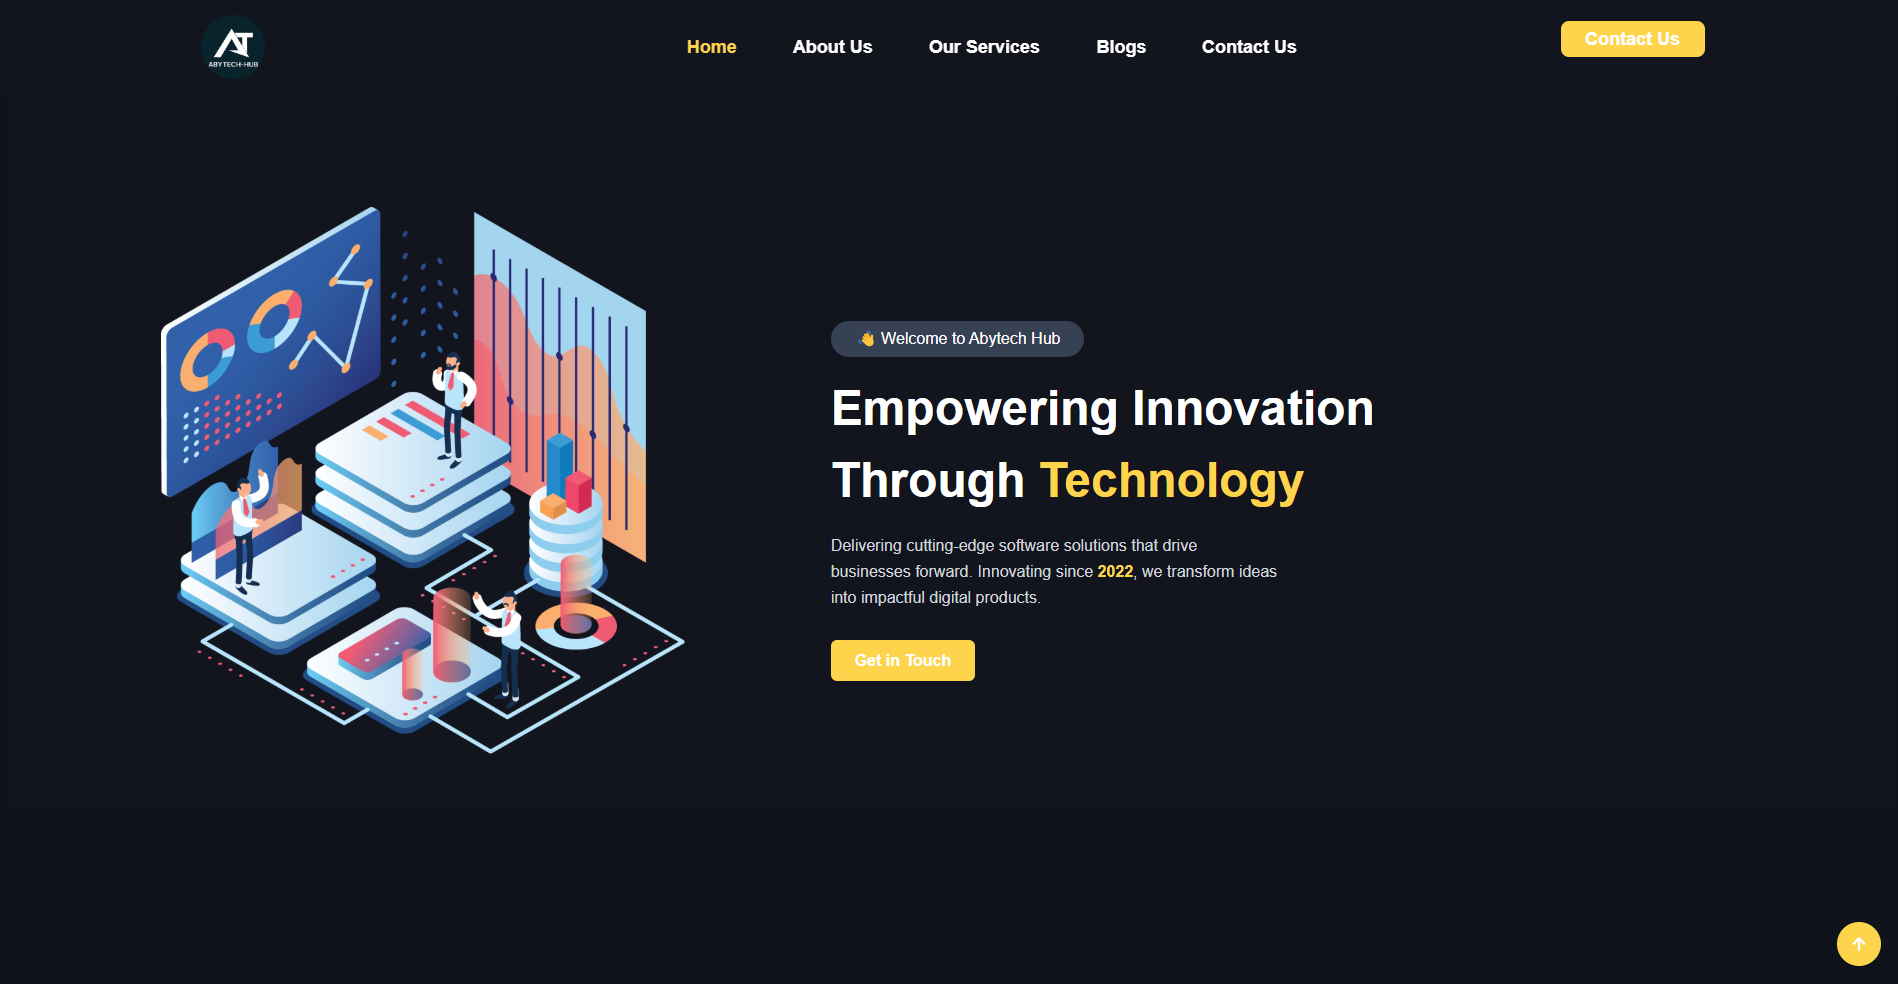 ABYTECH-HUB
Home
About Us
Our Services
Blogs
Contact Us
Contact Us
👋 Welcome to Abytech Hub
Empowering Innovation
Through Technology
Delivering cutting-edge software solutions that drive
businesses forward. Innovating since 2022, we transform ideas
into impactful digital products.
Get in Touch